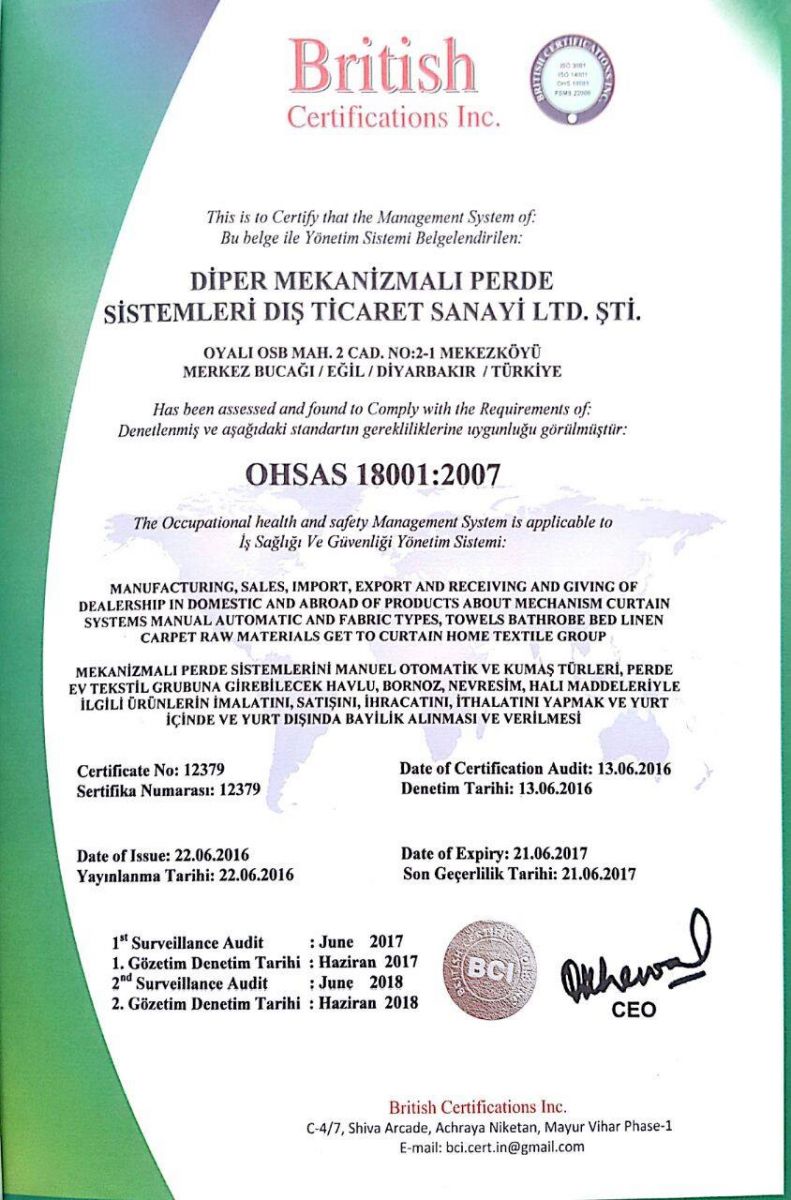 British
Certifications Inc.
BRITISH CERTIFICATIONS INC.
ISO 9001
ISO 14001
OHS 18001
FSMS 22000
This is to Certify that the Management System of:
Bu belge ile Yönetim Sistemi Belgelendirilen:
DİPER MEKANİZMALI PERDE
SİSTEMLERİ DIŞ TİCARET SANAYİ LTD. ŞTİ.
OYALI OSB MAH. 2 CAD. NO:2-1 MEKEZKÖYÜ
MERKEZ BUCAĞI / EĞİL / DİYARBAKIR / TÜRKİYE
Has been assessed and found to Comply with the Requirements of:
Denetlenmiş ve aşağıdaki standartın gerekliliklerine uygunluğu görülmüştür:
OHSAS 18001:2007
The Occupational health and safety Management System is applicable to
İş Sağlığı Ve Güvenliği Yönetim Sistemi:
MANUFACTURING, SALES, IMPORT, EXPORT AND RECEIVING AND GIVING OF
DEALERSHIP IN DOMESTIC AND ABROAD OF PRODUCTS ABOUT MECHANISM CURTAIN
SYSTEMS MANUAL AUTOMATIC AND FABRIC TYPES, TOWELS BATHROBE BED LINEN
CARPET RAW MATERIALS GET TO CURTAIN HOME TEXTILE GROUP
MEKANİZMALI PERDE SİSTEMLERİNİ MANUEL OTOMATİK VE KUMAŞ TÜRLERİ, PERDE
EV TEKSTİL GRUBUNA GİREBİLECEK HAVLU, BORNOZ, NEVRESİM, HALI MADDELERİYLE
İLGİLİ ÜRÜNLERİN İMALATINI, SATIŞINI, İHRACATINI, İTHALATINI YAPMAK VE YURT
İÇİNDE VE YURT DIŞINDA BAYİLİK ALINMASI VE VERİLMESİ
Certificate No: 12379
Sertifika Numarası: 12379
Date of Certification Audit: 13.06.2016
Denetim Tarihi: 13.06.2016
Date of Issue: 22.06.2016
Yayınlanma Tarihi: 22.06.2016
Date of Expiry: 21.06.2017
Son Geçerlilik Tarihi: 21.06.2017
1st Surveillance Audit : June 2017
1. Gözetim Denetim Tarihi : Haziran 2017
2nd Surveillance Audit : June 2018
2. Gözetim Denetim Tarihi : Haziran 2018
BCI
CEO
British Certifications Inc.
C-4/7, Shiva Arcade, Achraya Niketan, Mayur Vihar Phase-1
E-mail: bci.cert.in@gmail.com